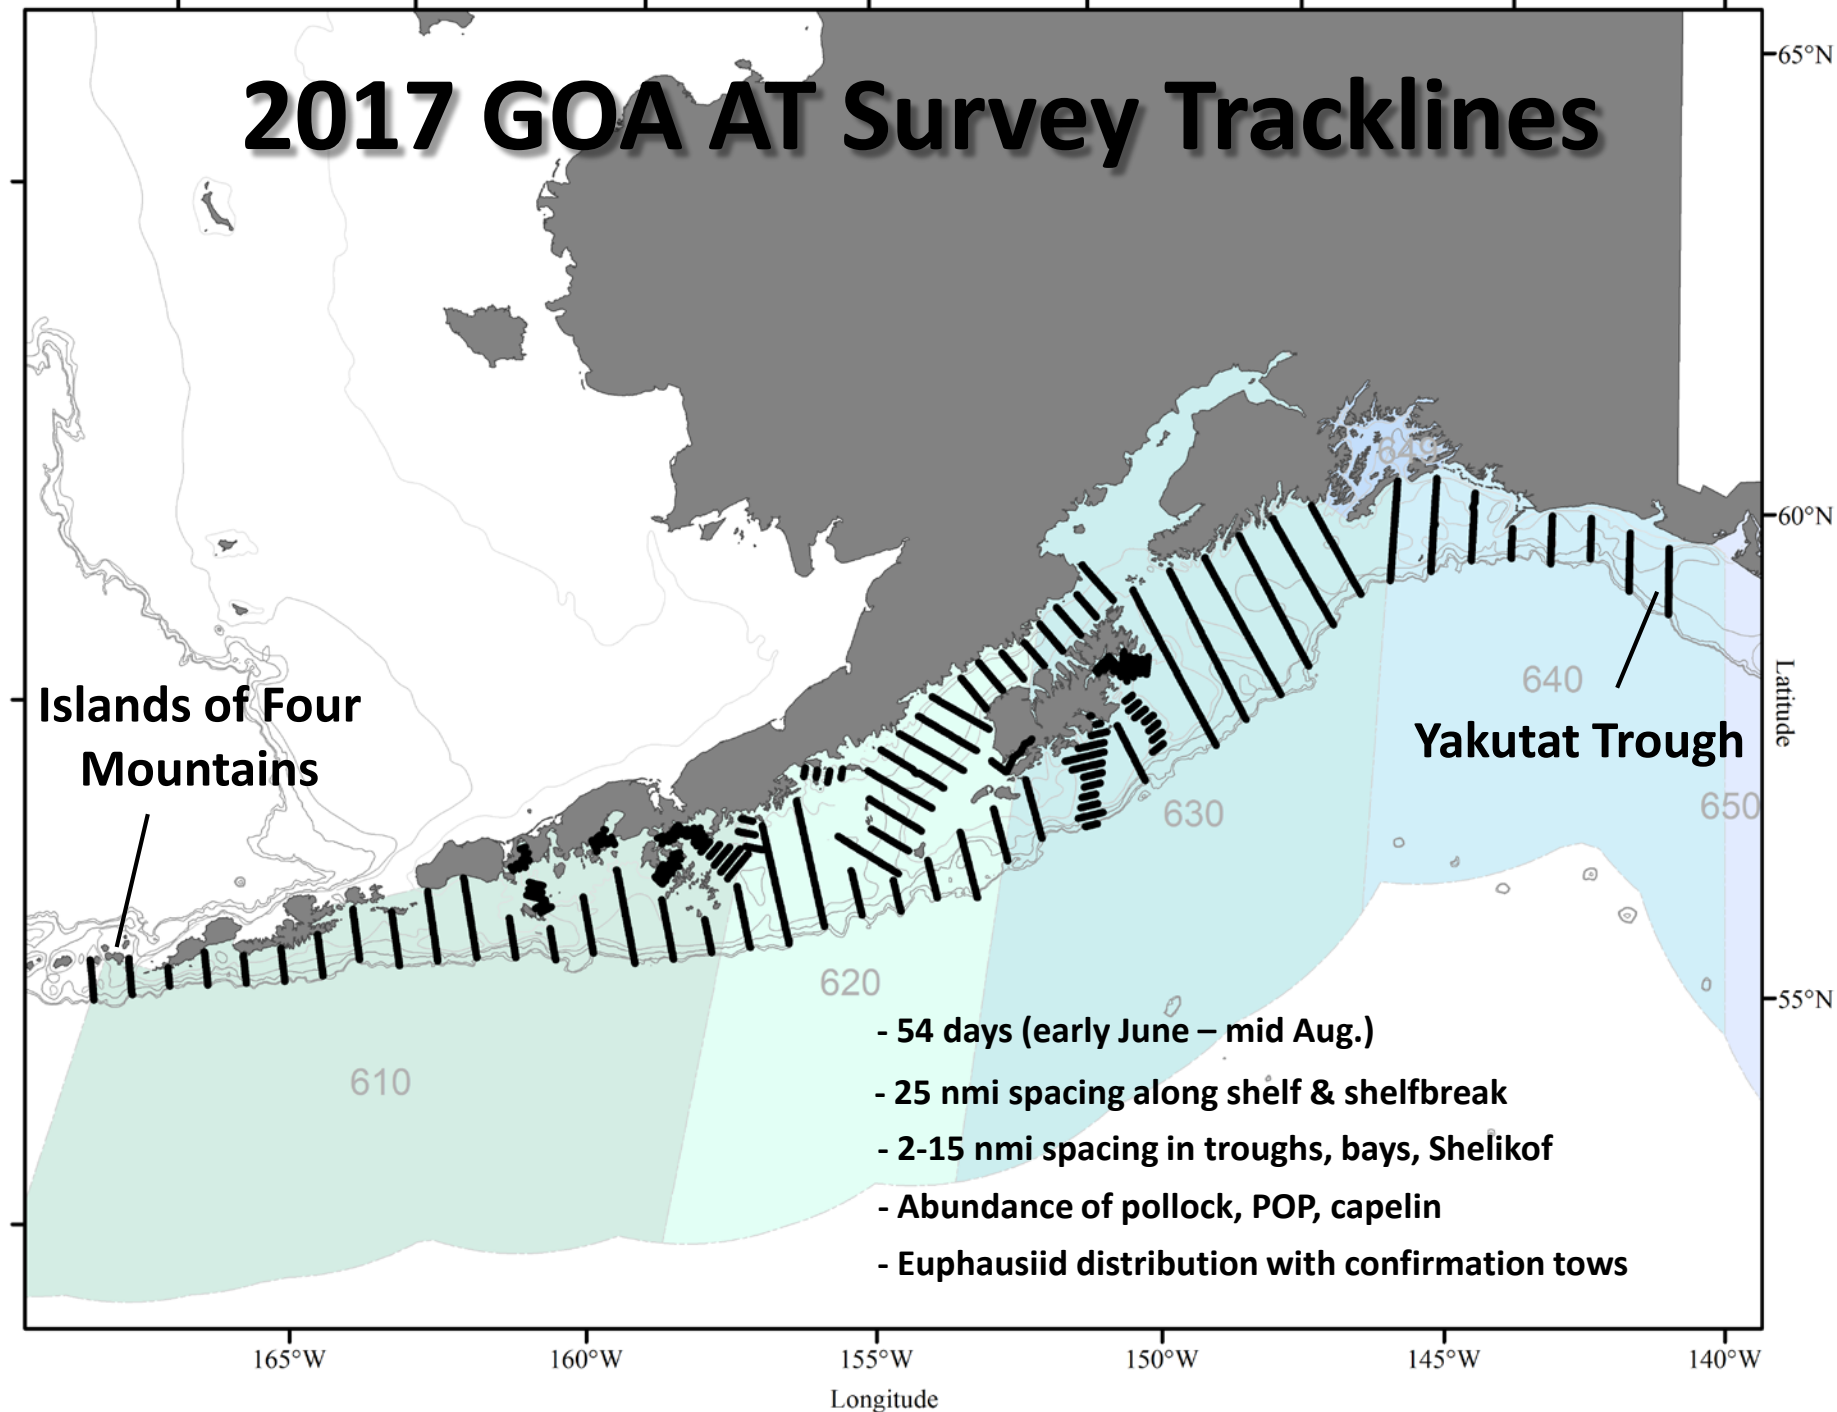 2017 GOA AT Survey Tracklines
65°N
649
60°N
Islands of Four
Mountains
640
Latitude
Yakutat Trough
630
650
620
55°N
610
- 54 days (early June – mid Aug.)
- 25 nmi spacing along shelf & shelfbreak
- 2-15 nmi spacing in troughs, bays, Shelikof
- Abundance of pollock, POP, capelin
- Euphausiid distribution with confirmation tows
165°W
160°W
155°W
150°W
145°W
140°W
Longitude